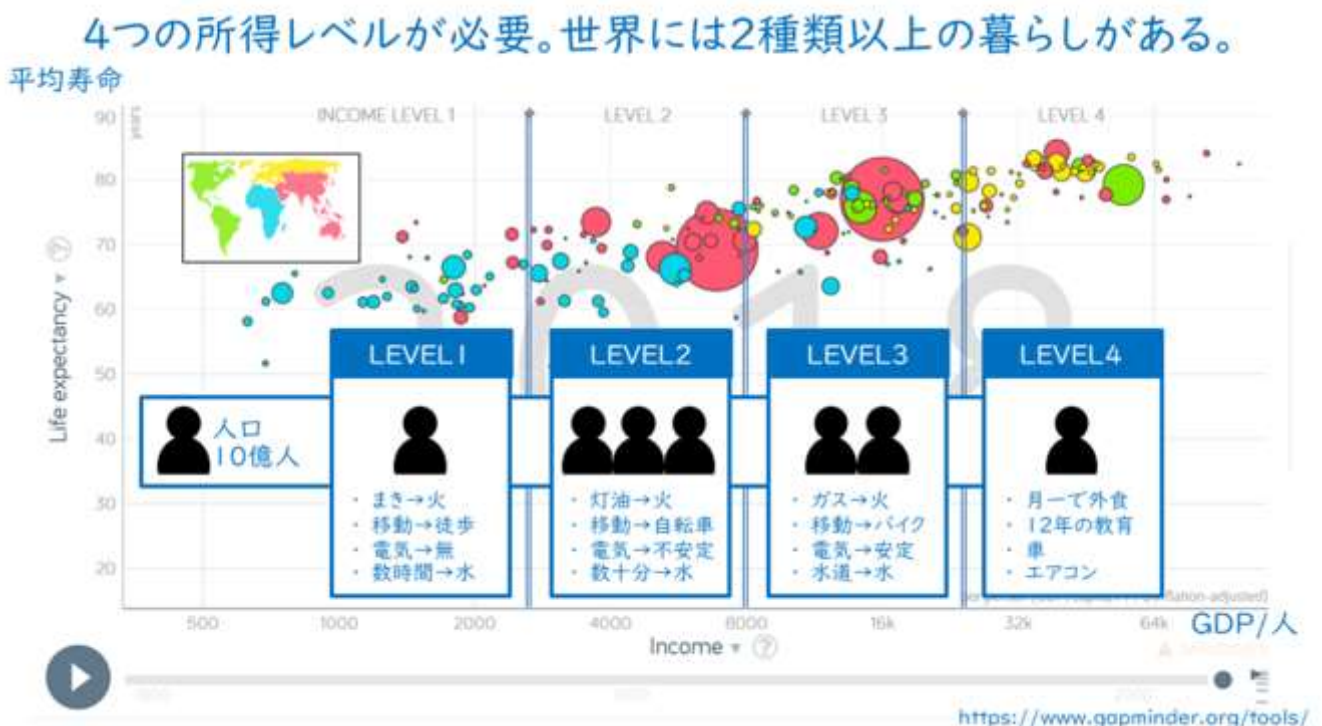 4つの所得レベルが必要。世界には2種類以上の暮らしがある。
平均寿命
90
years
INCOME LEVEL 1
LEVEL 2
LEVEL 3
LEVEL 4
80
70
60
50
40
30
20
Life expectancy
?
2018
LEVEL1
LEVEL2
LEVEL3
LEVEL4
人口
10億人
・ まき→火
・ 移動→徒歩
・ 電気→無
・ 数時間→水
・ 灯油→火
・ 移動→自転車
・ 電気→不安定
・ 数十分→水
・ ガス→火
・ 移動→バイク
・ 電気→安定
・ 水道→水
・ 月一で外食
・ 12年の教育
・ 車
・ エアコン
flation-adjusted)
500
1000
2000
4000
8000
16k
32k
64k
GDP/人
Income
?
https://www.gapminder.org/tools/